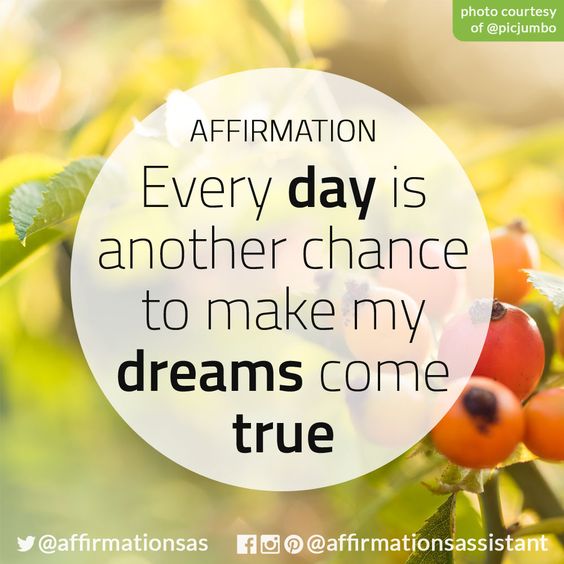 photo courtesy
of @picjumbo
AFFIRMATION
Every day is
another chance
to make my
dreams come
true
@affirmationsas @affirmationsassistant